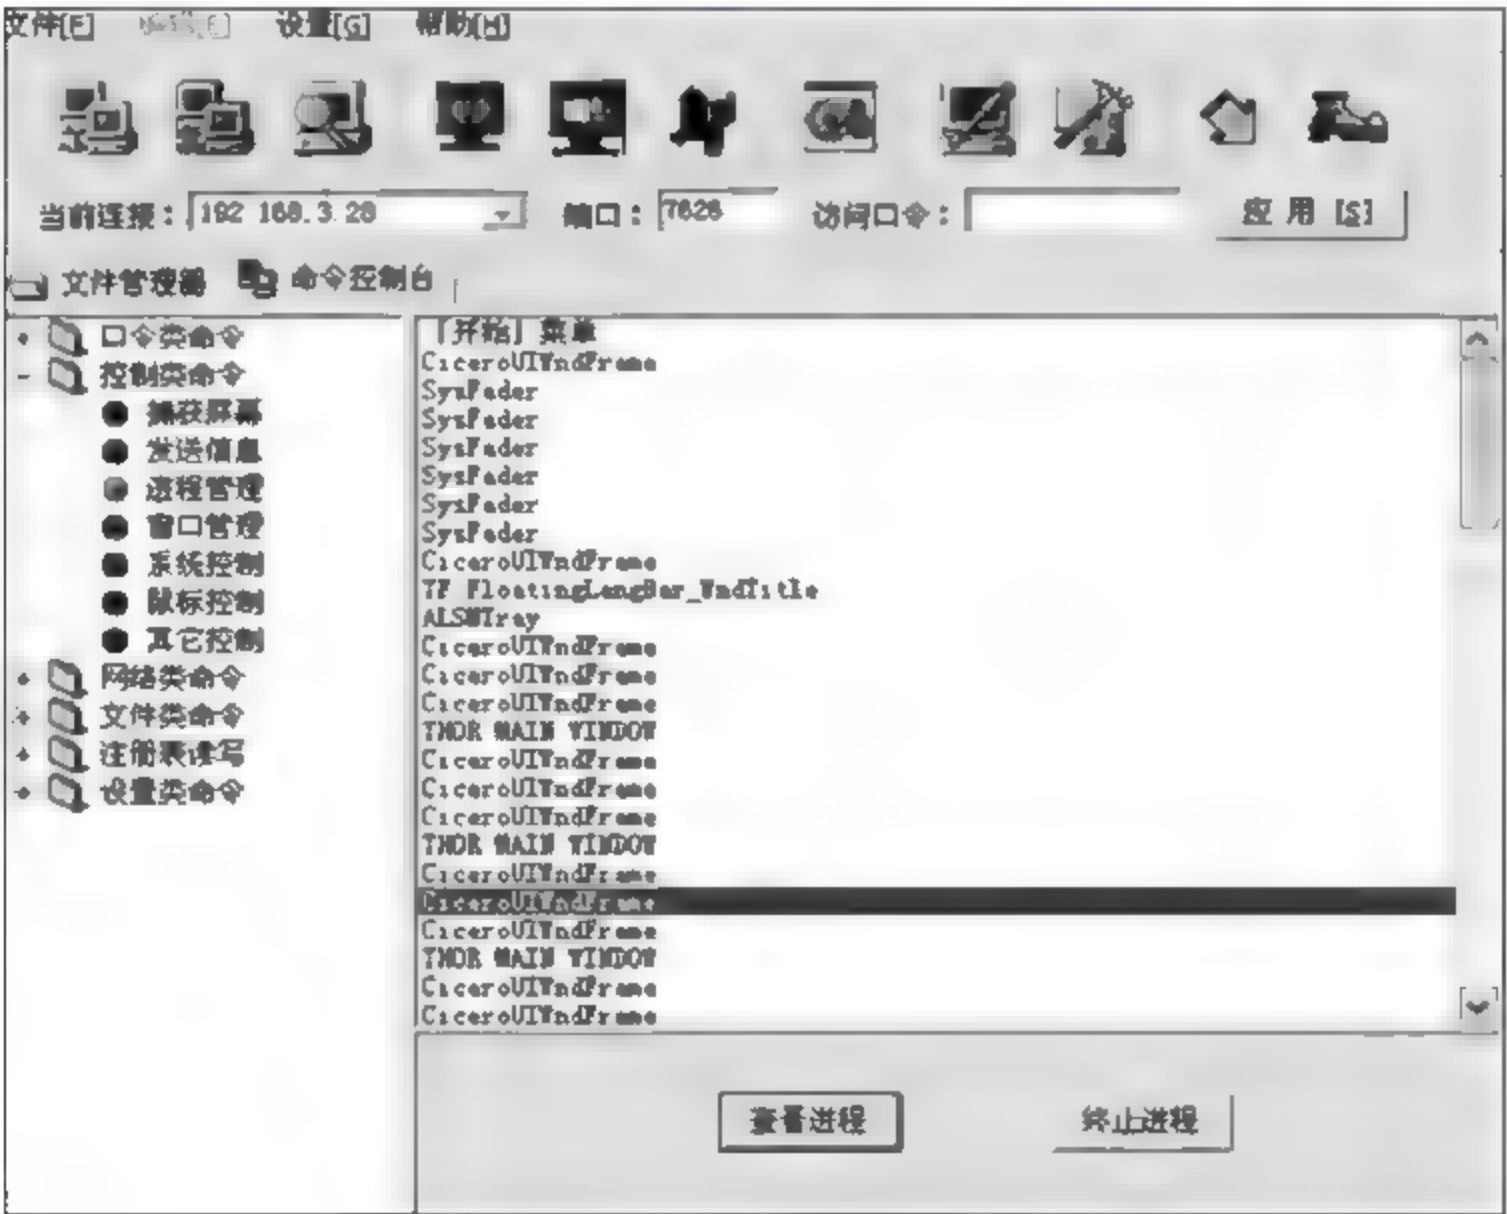 文件[F] 编辑[E] 设置[G] 帮助[H]
当前连接： 192 168.3 28 端口： 7626 访问口令： 应 用 [S]
文件管理器 命令控制台
口令类命令
控制类命令
捕获屏幕
发送信息
进程管理
窗口管理
系统控制
鼠标控制
其它控制
网络类命令
文件类命令
注册表读写
设置类命令
「开始」菜单
CiceroUIWndFrame
SysFader
SysFader
SysFader
SysFader
SysFader
SysFader
CiceroUIWndFrame
TF_FloatingLangBar_WndTitle
ALSWTray
CiceroUIWndFrame
CiceroUIWndFrame
CiceroUIWndFrame
THOR MAIN WINDOW
CiceroUIWndFrame
CiceroUIWndFrame
CiceroUIWndFrame
THOR MAIN WINDOW
CiceroUIWndFrame
CiceroUIWndFrame
CiceroUIWndFrame
THOR MAIN WINDOW
CiceroUIWndFrame
CiceroUIWndFrame
查看进程 终止进程